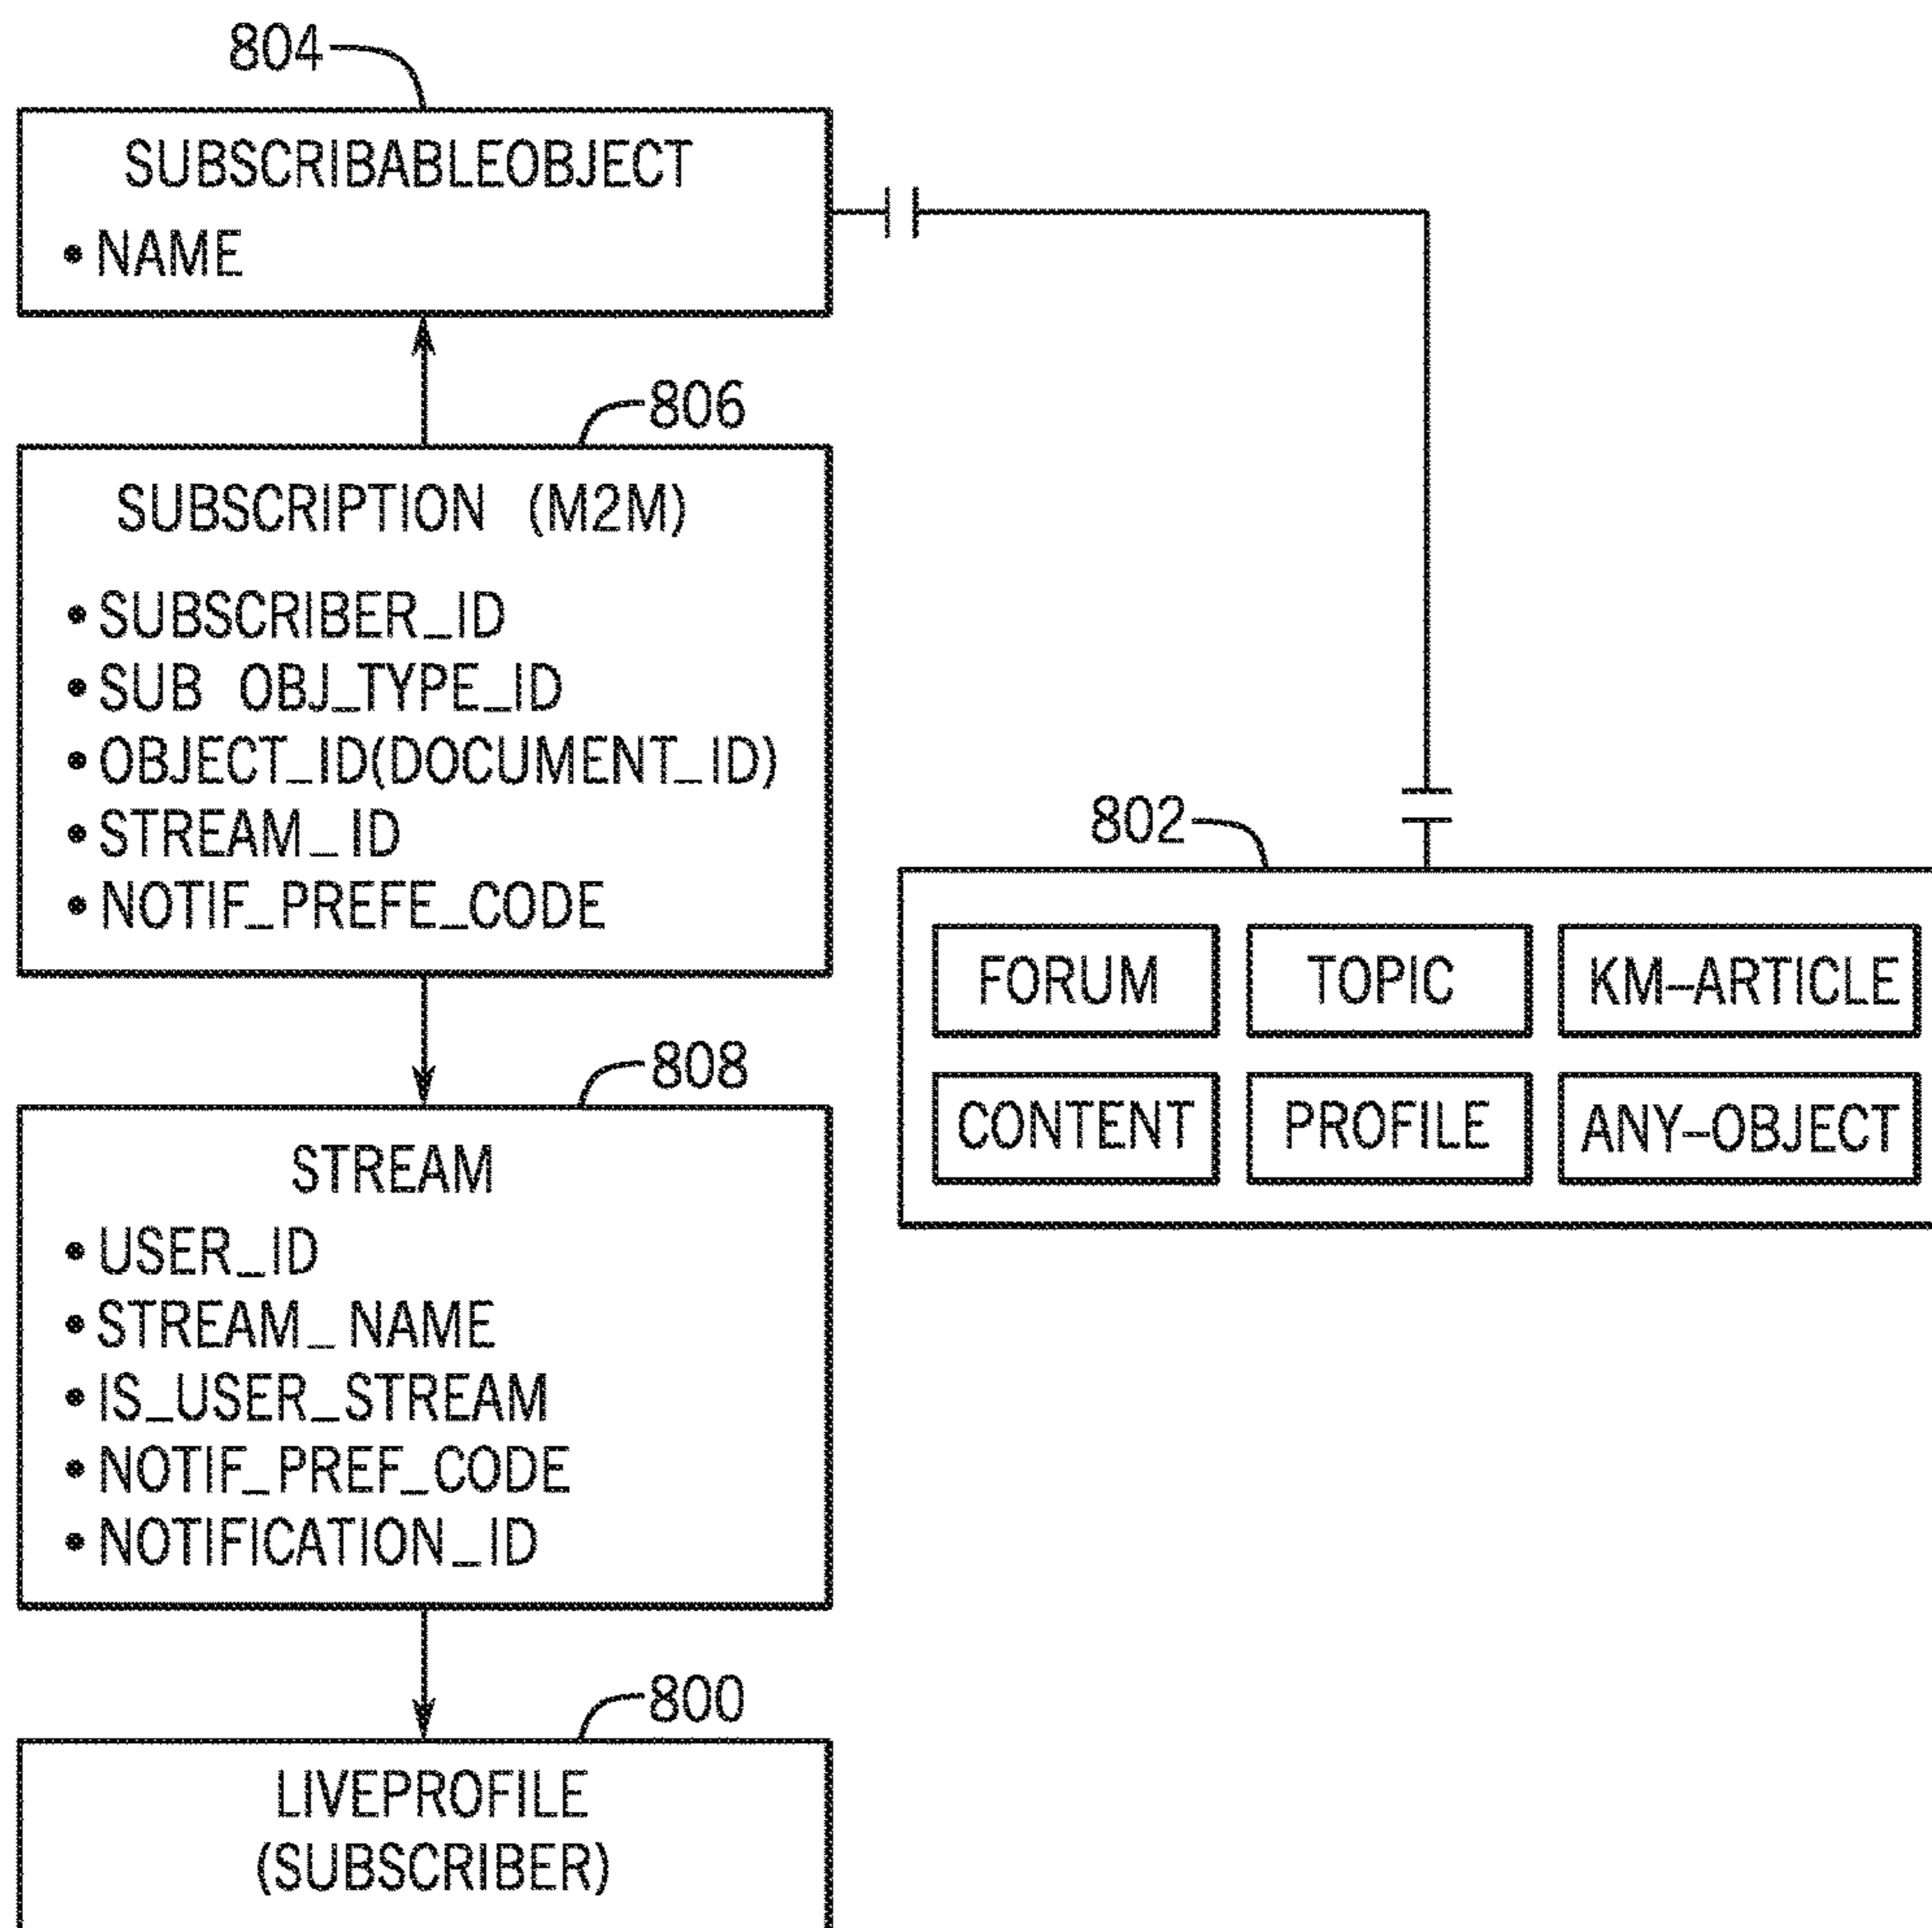 804
SUBSCRIBABLEOBJECT
• NAME
806
SUBSCRIPTION (M2M)
• SUBSCRIBER_ID
• SUB OBJ_TYPE_ID
• OBJECT_ID(DOCUMENT_ID)
• STREAM_ID
• NOTIF_PREFE_CODE
802
FORUM TOPIC KM-ARTICLE
CONTENT PROFILE ANY-OBJECT
808
STREAM
• USER_ID
• STREAM_NAME
• IS_USER_STREAM
• NOTIF_PREF_CODE
• NOTIFICATION_ID
800
LIVEPROFILE
(SUBSCRIBER)